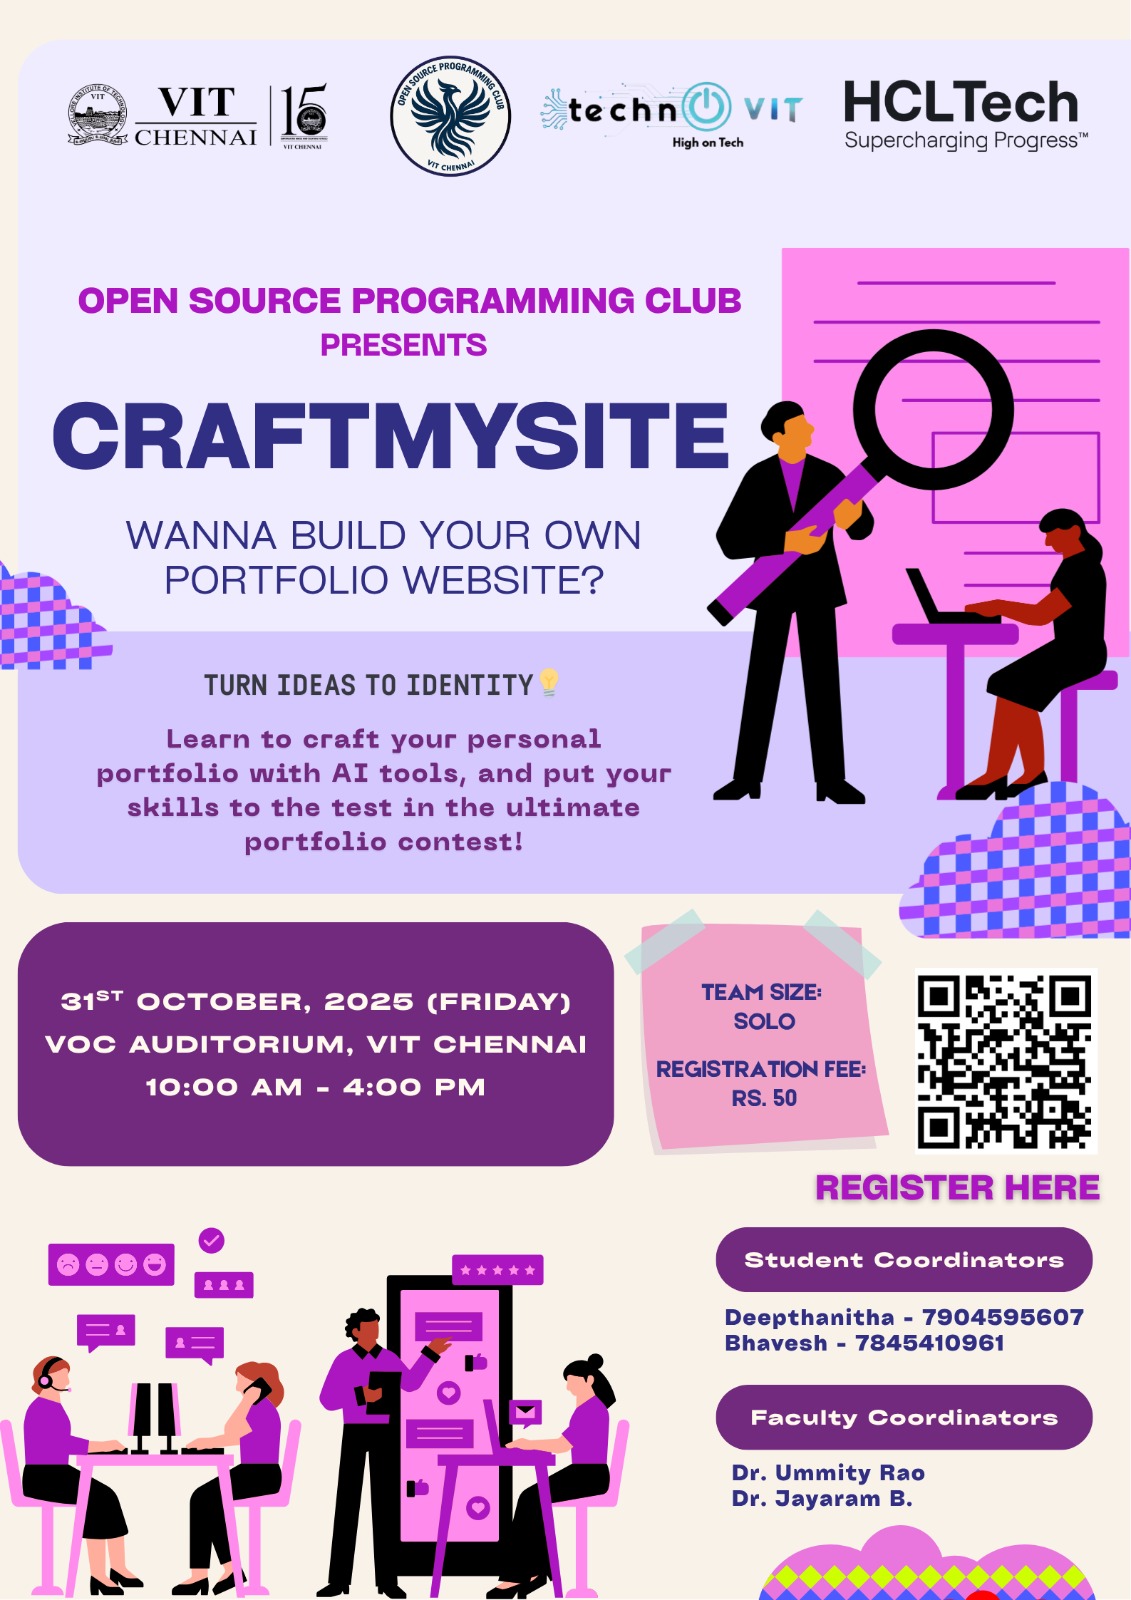 VIT
CHENNAI
15
VIT CHENNAI
OPEN SOURCE PROGRAMMING CLUB
VIT CHENNAI
techn VIT
High on Tech
HCLTech
Supercharging Progress™
OPEN SOURCE PROGRAMMING CLUB
PRESENTS
CRAFTMYSITE
WANNA BUILD YOUR OWN
PORTFOLIO WEBSITE?
TURN IDEAS TO IDENTITY💡
Learn to craft your personal
portfolio with AI tools, and put your
skills to the test in the ultimate
portfolio contest!
31ST OCTOBER, 2025 (FRIDAY)
VOC AUDITORIUM, VIT CHENNAI
10:00 AM - 4:00 PM
TEAM SIZE:
SOLO
REGISTRATION FEE:
RS. 50
REGISTER HERE
Student Coordinators
Deepthanitha - 7904595607
Bhavesh - 7845410961
Faculty Coordinators
Dr. Ummity Rao
Dr. Jayaram B.